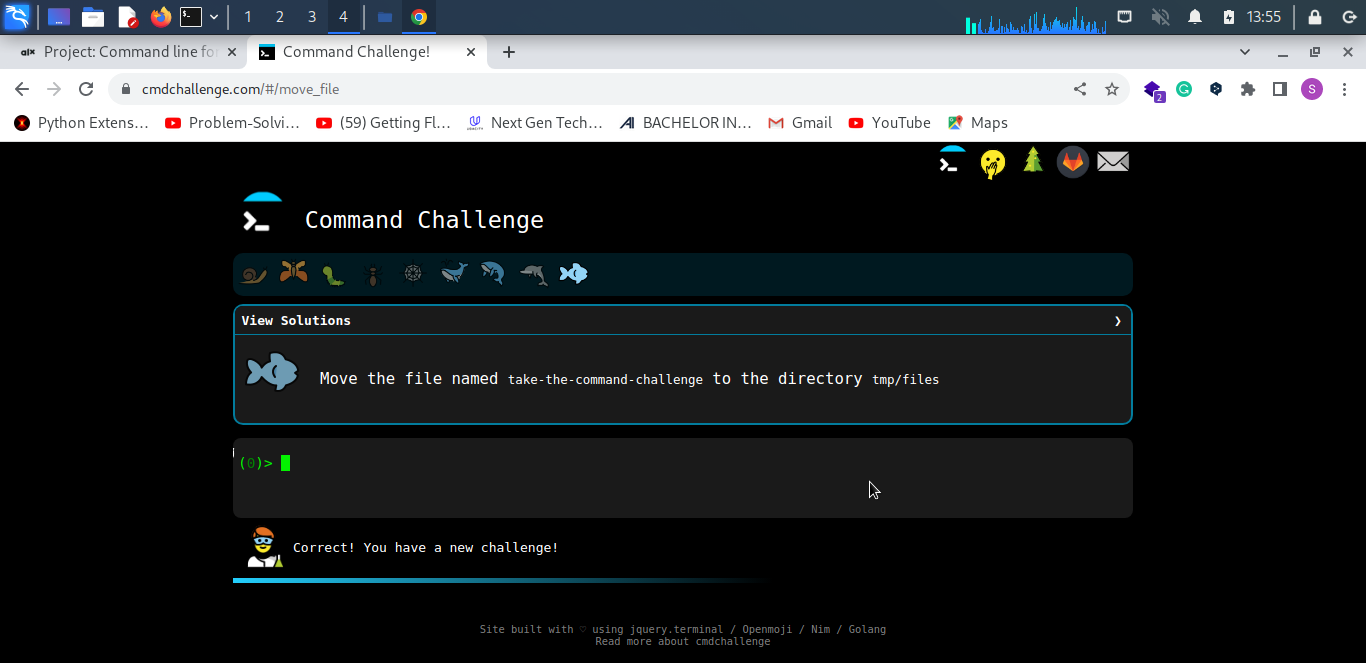 1 2 3 4 13:55
al× Project: Command line for Command Challenge!
cmdchallenge.com/#/move_file 2 S
Python Extens... Problem-Solvi... (59) Getting Fl... Next Gen Tech... BACHELOR IN... Gmail YouTube Maps
Command Challenge
View Solutions
Move the file named take-the-command-challenge to the directory tmp/files
(0)>
Correct! You have a new challenge!
Site built with ♡ using jquery.terminal / Openmoji / Nim / Golang
Read more about cmdchallenge